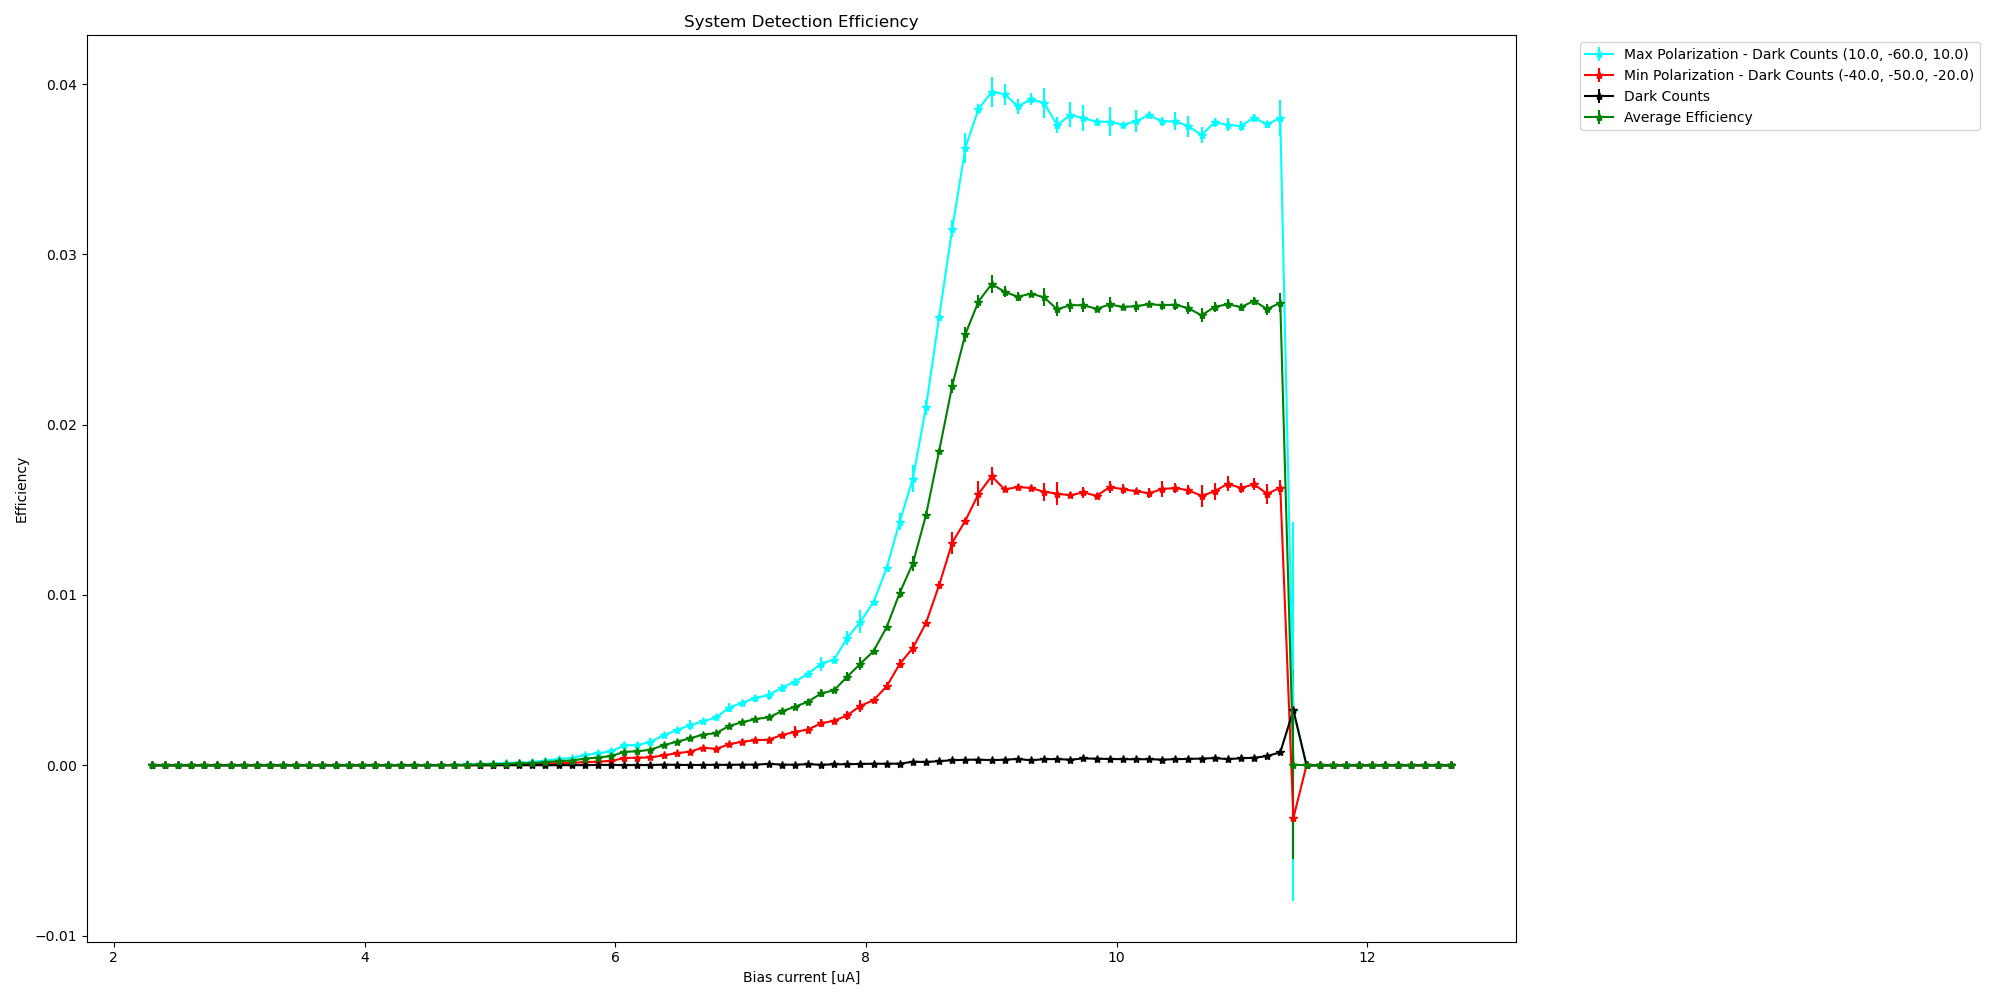 System Detection Efficiency
Max Polarization - Dark Counts (10.0, -60.0, 10.0)
Min Polarization - Dark Counts (-40.0, -50.0, -20.0)
Dark Counts
Average Efficiency
0.04
0.03
0.02
0.01
0.00
−0.01
Efficiency
2 4 6 8 10 12
Bias current [uA]